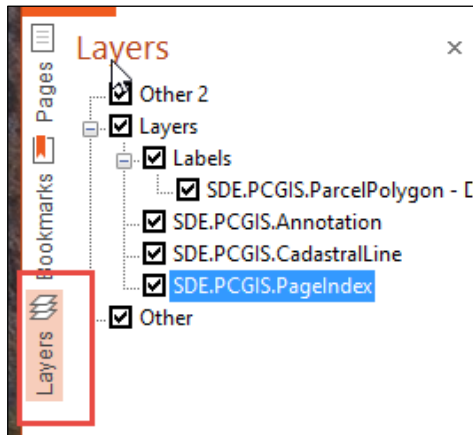 Pages
Bookmarks
Layers
Layers
Other 2
Layers
Labels
SDE.PCGIS.ParcelPolygon -
SDE.PCGIS.Annotation
SDE.PCGIS.CadastralLine
SDE.PCGIS.PageIndex
Other